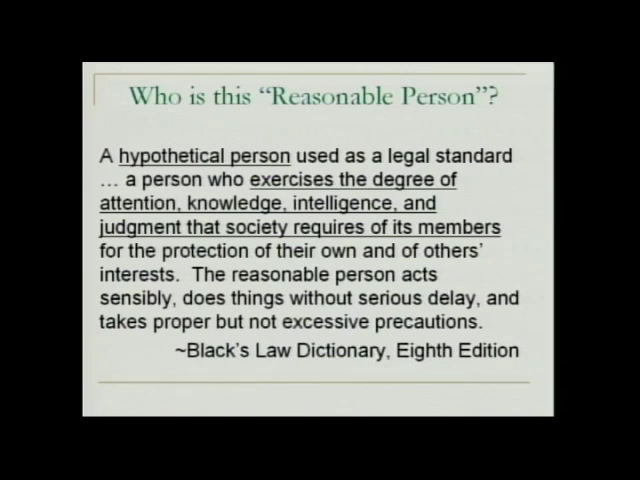 Who is this “Reasonable Person”?
A hypothetical person used as a legal standard
… a person who exercises the degree of
attention, knowledge, intelligence, and
judgment that society requires of its members
for the protection of their own and of others’
interests. The reasonable person acts
sensibly, does things without serious delay, and
takes proper but not excessive precautions.
~Black’s Law Dictionary, Eighth Edition